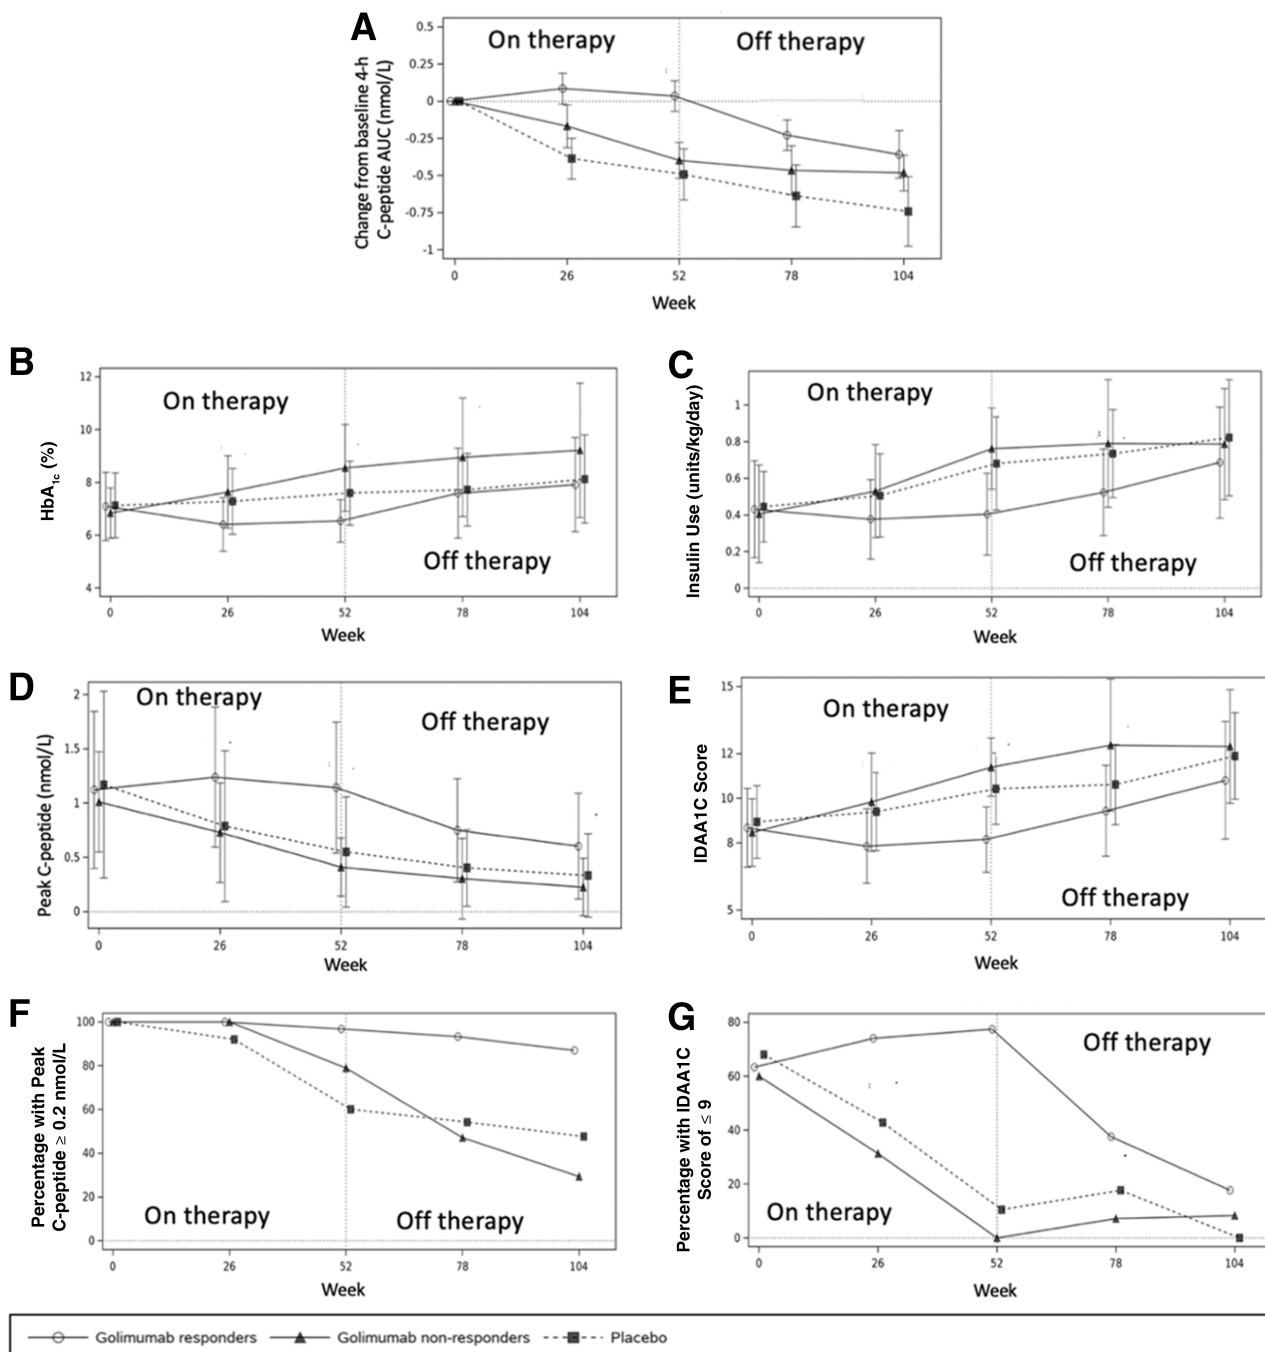 A
On therapy
Off therapy
Change from baseline 4-h
C-peptide AUC (nmol/L)
0.5
0.25
0
-0.25
-0.5
-0.75
-1
0 26 52 78 104
Week
B
On therapy
Off therapy
HbA1c (%)
12
10
8
6
4
0 26 52 78 104
Week
C
On therapy
Off therapy
Insulin Use (units/kg/day)
1
0.8
0.6
0.4
0.2
0
0 26 52 78 104
Week
D
On therapy
Off therapy
Peak C-peptide (nmol/L)
2
1.5
1
0.5
0
0 26 52 78 104
Week
E
On therapy
Off therapy
IDAA1C Score
15
12
10
8
5
0 26 52 78 104
Week
F
On therapy
Off therapy
Percentage with Peak
C-peptide ≥ 0.2 nmol/L
100
80
60
40
20
0
0 26 52 78 104
Week
G
Off therapy
On therapy
Percentage with IDAA1C
Score of ≤ 9
80
60
40
20
0
0 26 52 78 104
Week
Golimumab responders Golimumab non-responders Placebo